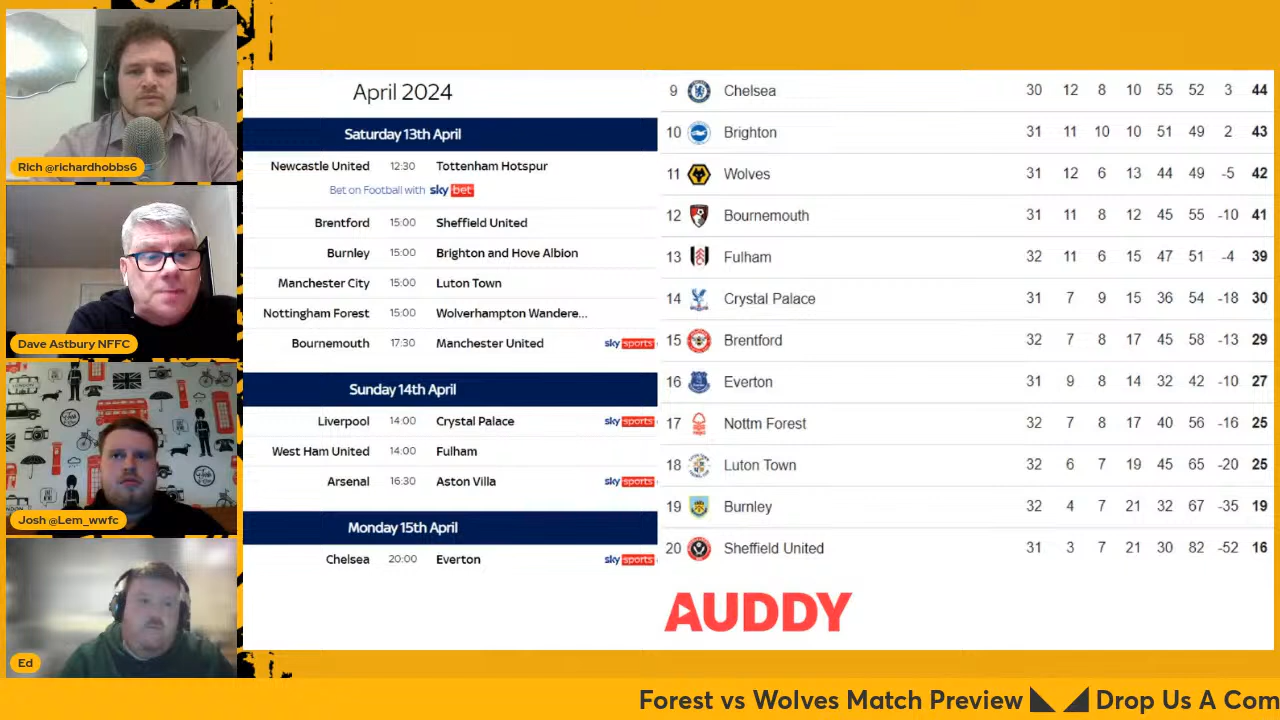 Rich @richardhobbs6
Dave Astbury NFFC
Josh @Lem_wwfc
Ed
April 2024
Saturday 13th April
Newcastle United 12:30 Tottenham Hotspur
Bet on Football with sky bet
Brentford 15:00 Sheffield United
Burnley 15:00 Brighton and Hove Albion
Manchester City 15:00 Luton Town
Nottingham Forest 15:00 Wolverhampton Wandere...
Bournemouth 17:30 Manchester United sky sports
Sunday 14th April
Liverpool 14:00 Crystal Palace sky sports
West Ham United 14:00 Fulham
Arsenal 16:30 Aston Villa sky sports
Monday 15th April
Chelsea 20:00 Everton sky sports
9 Chelsea 30 12 8 10 55 52 3 44
10 Brighton 31 11 10 10 51 49 2 43
11 Wolves 31 12 6 13 44 49 -5 42
12 Bournemouth 31 11 8 12 45 55 -10 41
13 Fulham 32 11 6 15 47 51 -4 39
14 Crystal Palace 31 7 9 15 36 54 -18 30
15 Brentford 32 7 8 17 45 58 -13 29
16 Everton 31 9 8 14 32 42 -10 27
17 Nottm Forest 32 7 8 17 40 56 -16 25
18 Luton Town 32 6 7 19 45 65 -20 25
19 Burnley 32 4 7 21 32 67 -35 19
20 Sheffield United 31 3 7 21 30 82 -52 16
AUDDY
Forest vs Wolves Match Preview Drop Us A Com